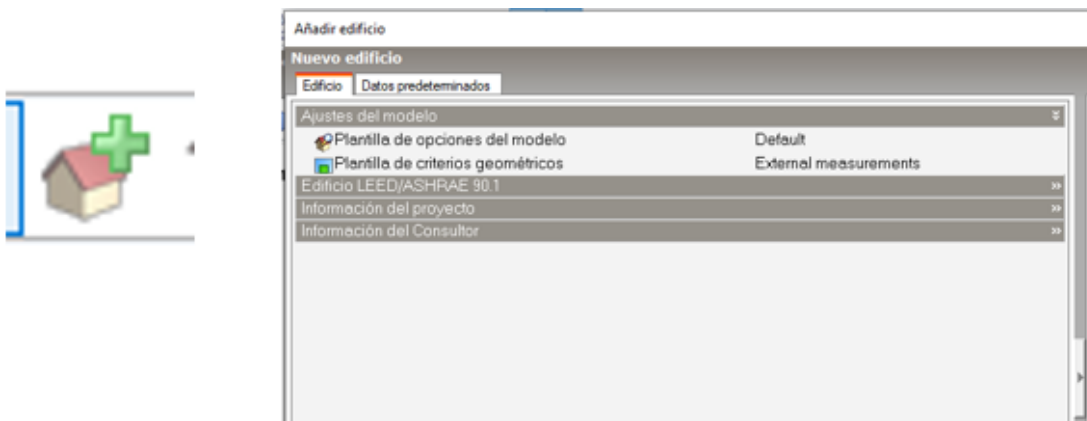 Añadir edificio
Nuevo edificio
Edificio Datos predeterminados
Ajustes del modelo
Plantilla de opciones del modelo Default
Plantilla de criterios geométricos External measurements
Edificio LEED/ASHRAE 90.1
Información del proyecto
Información del Consultor